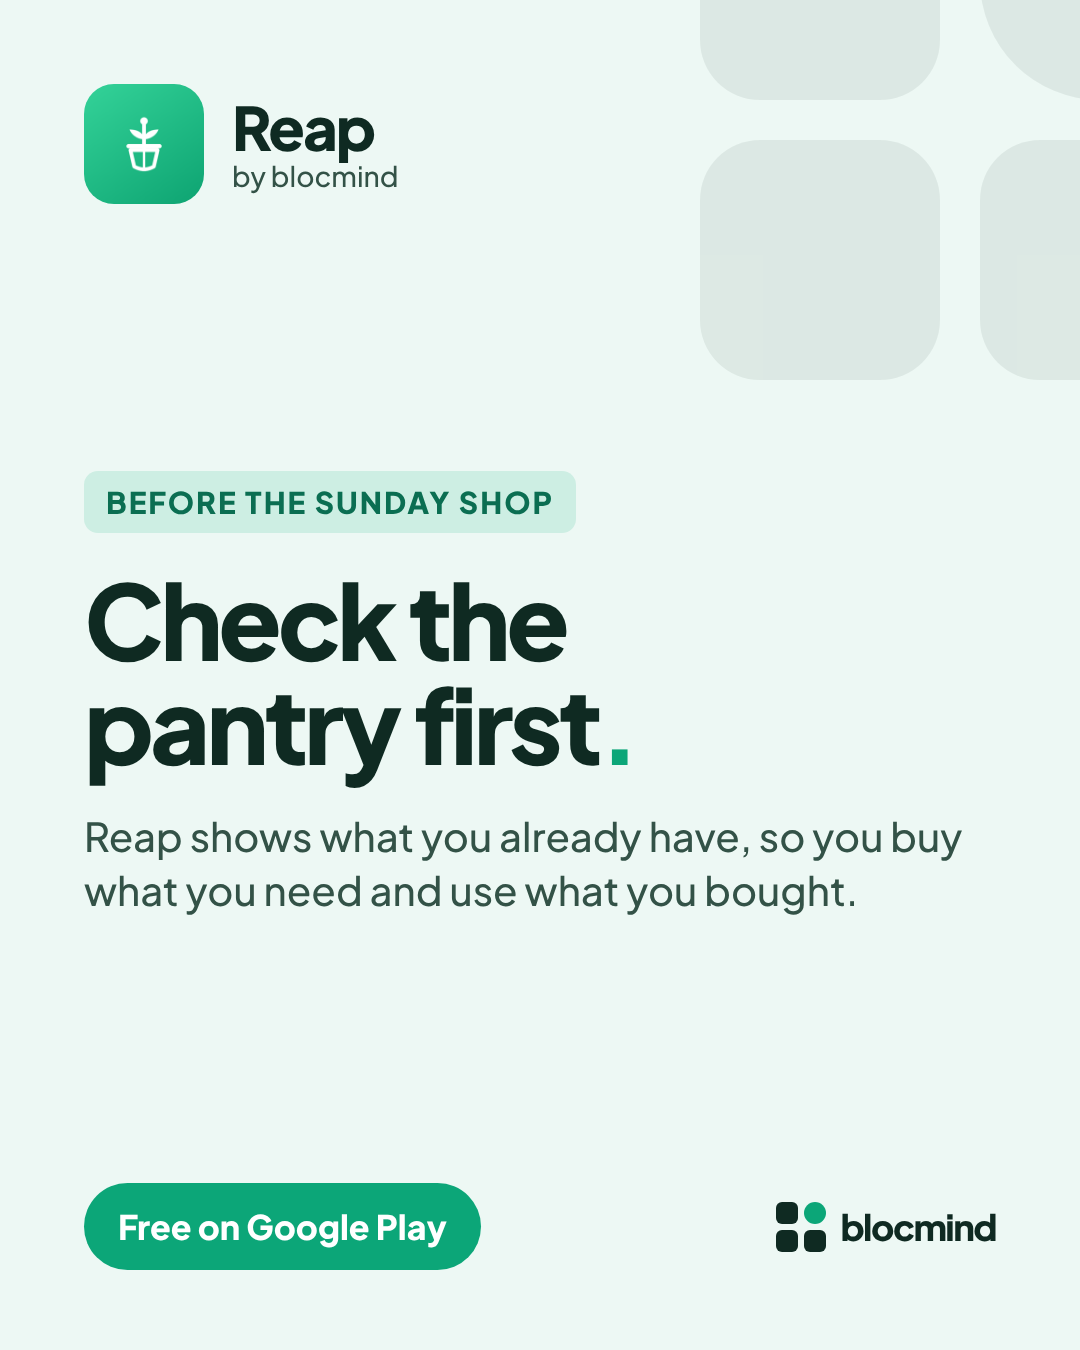 Reap
by blocmind
BEFORE THE SUNDAY SHOP
Check the
pantry first.
Reap shows what you already have, so you buy
what you need and use what you bought.
Free on Google Play
blocmind